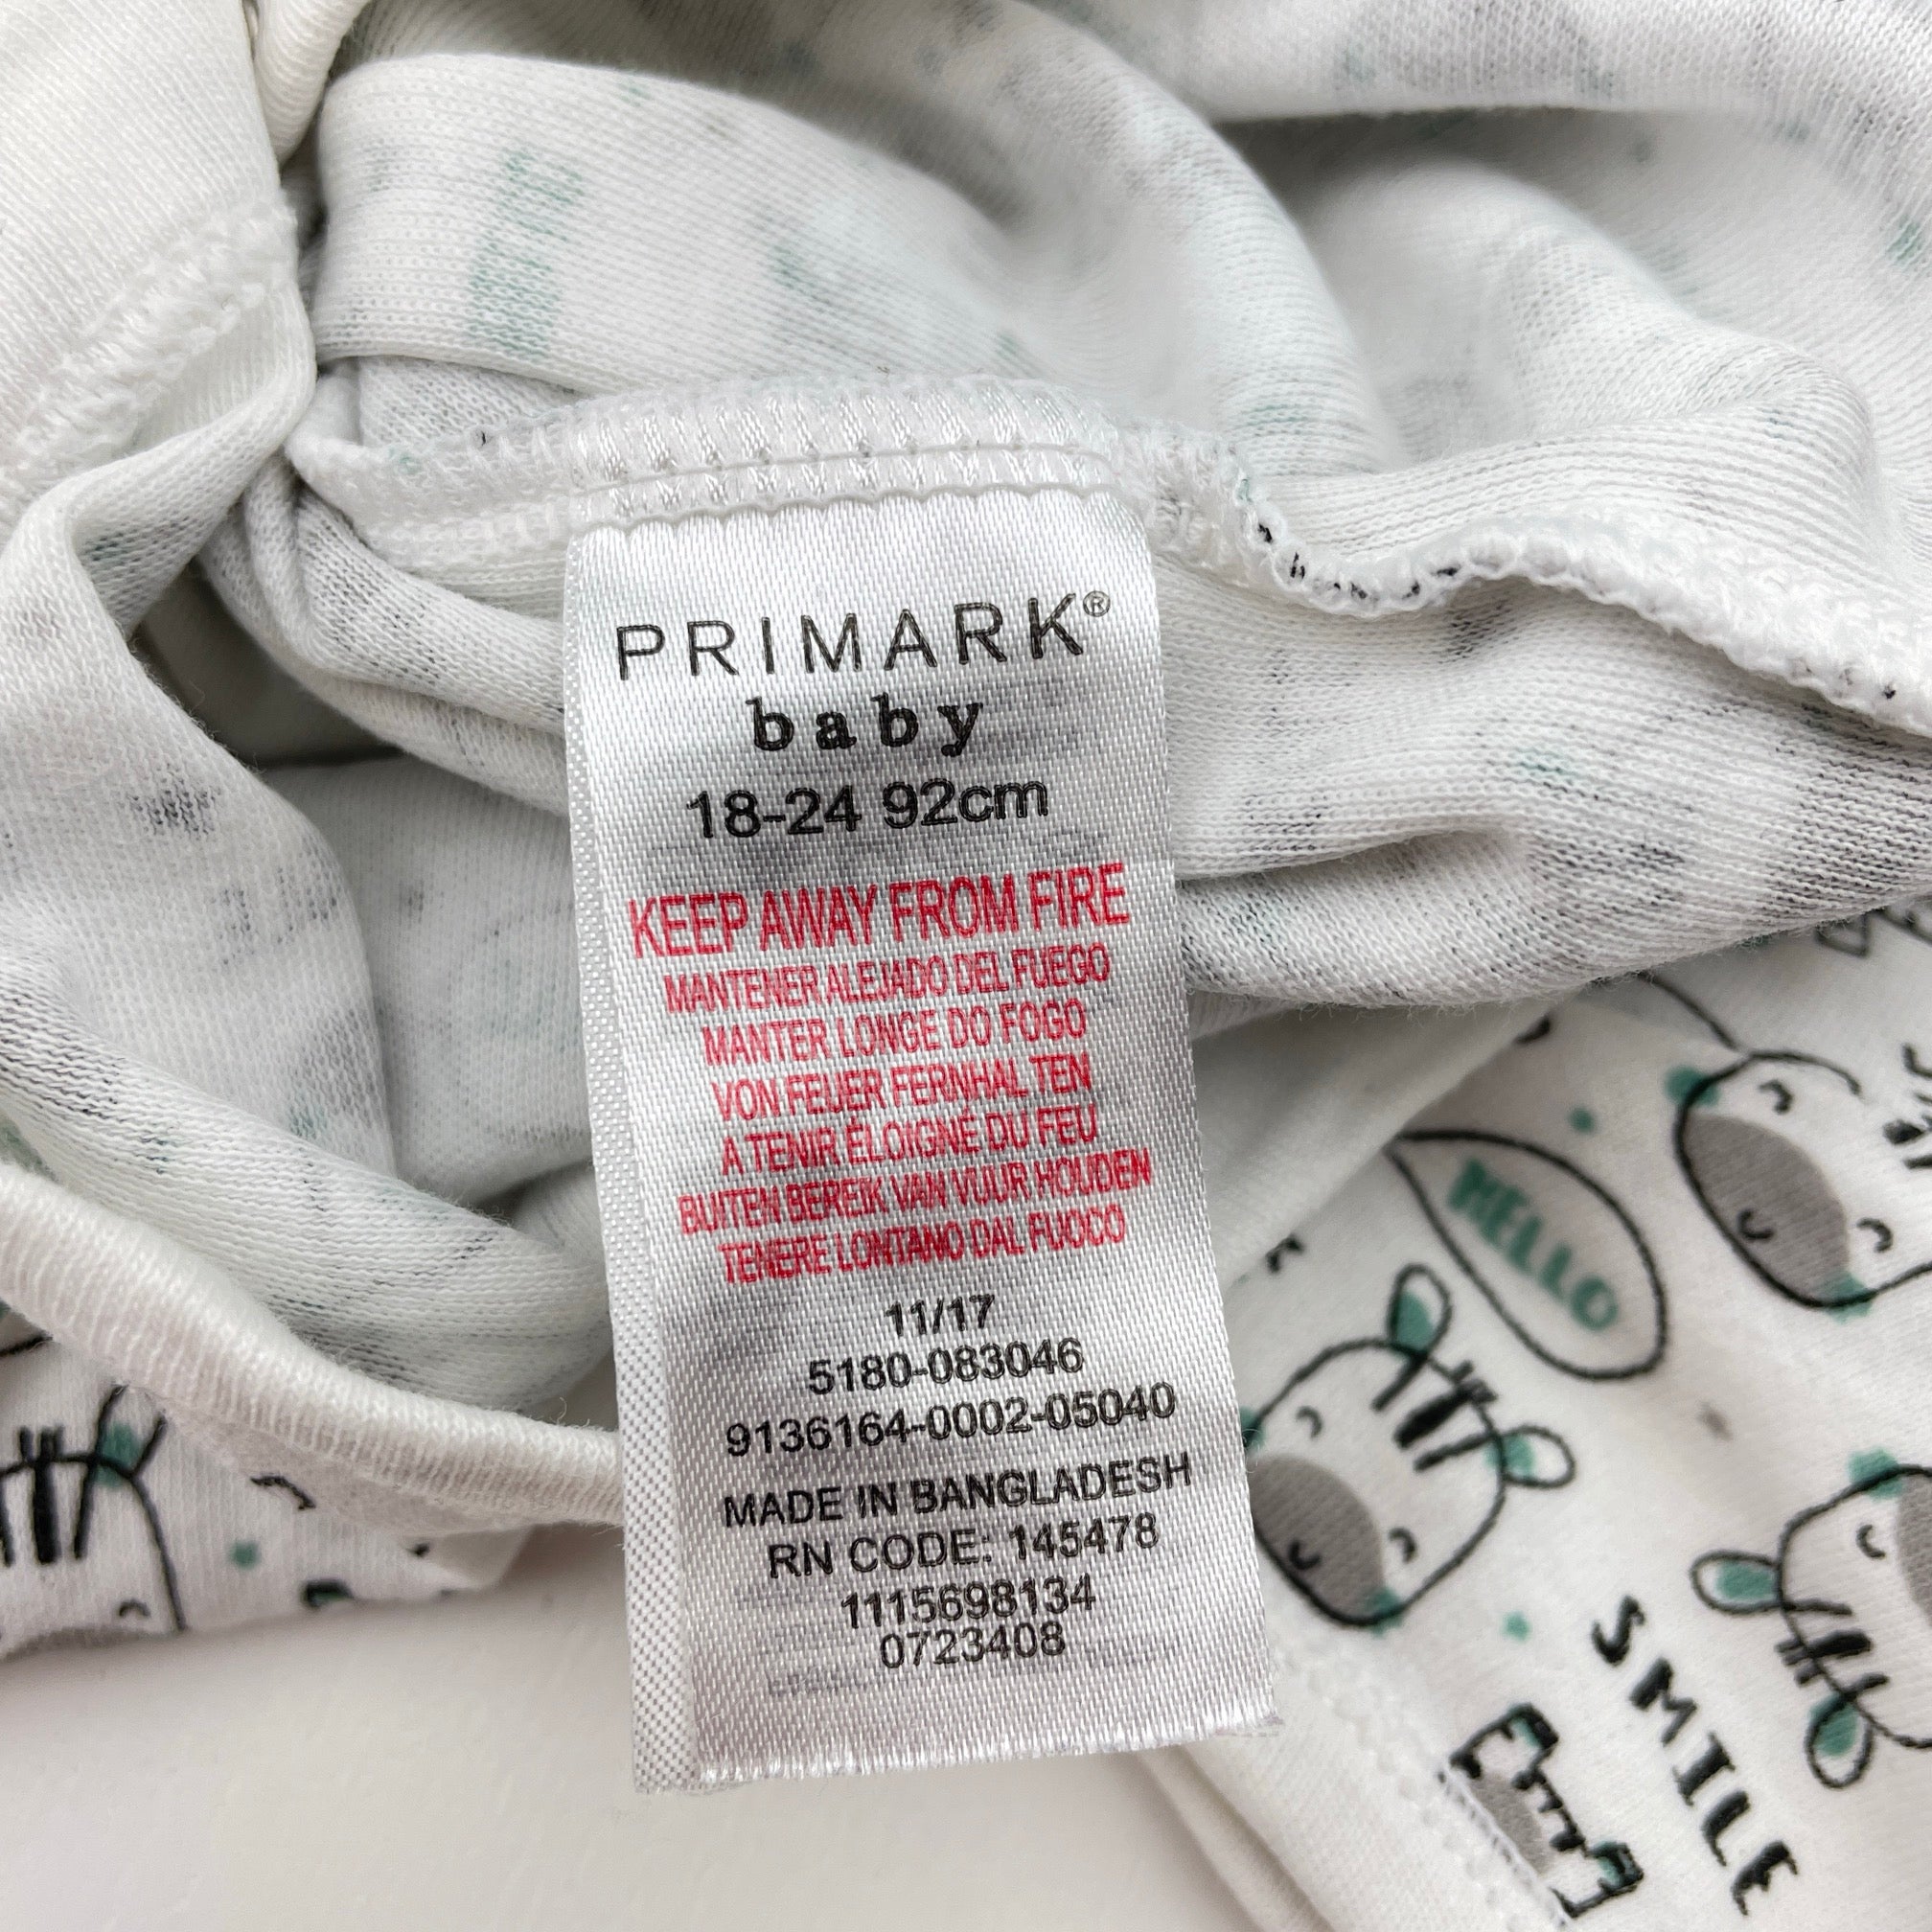 PRIMARK®
baby
18-24 92cm
KEEP AWAY FROM FIRE
MANTENER ALEJADO DEL FUEGO
MANTER LONGE DO FOGO
VON FEUER FERNHAL TEN
A TENIR ÉLOIGNÉ DU FEU
BUITEN BEREIK VAN VUUR HOUDEN
TENERE LONTANO DAL FUOCO
11/17
5180-083046
9136164-0002-05040
MADE IN BANGLADESH
RN CODE: 145478
1115698134
0723408
HELLO
SMILE